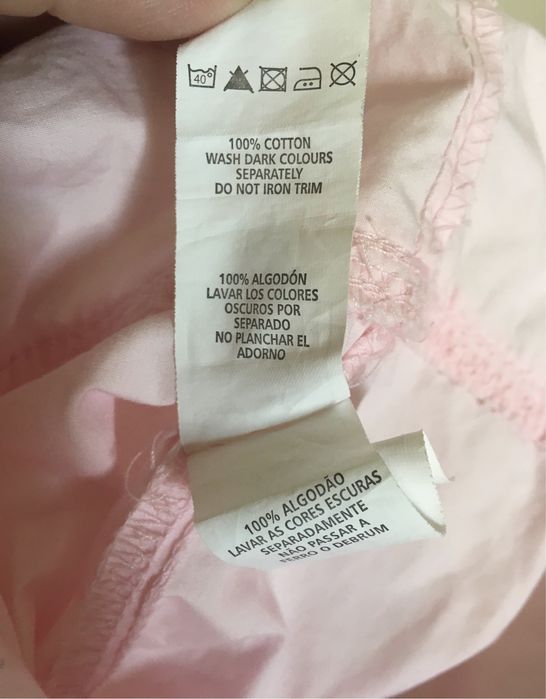 40°
100% COTTON
WASH DARK COLOURS
SEPARATELY
DO NOT IRON TRIM
100% ALGODÓN
LAVAR LOS COLORES
OSCUROS POR
SEPARADO
NO PLANCHAR EL
ADORNO
100% ALGODÃO
LAVAR AS CORES ESCURAS
SEPARADAMENTE
NÃO PASSAR A
FERRO O DEBRUM